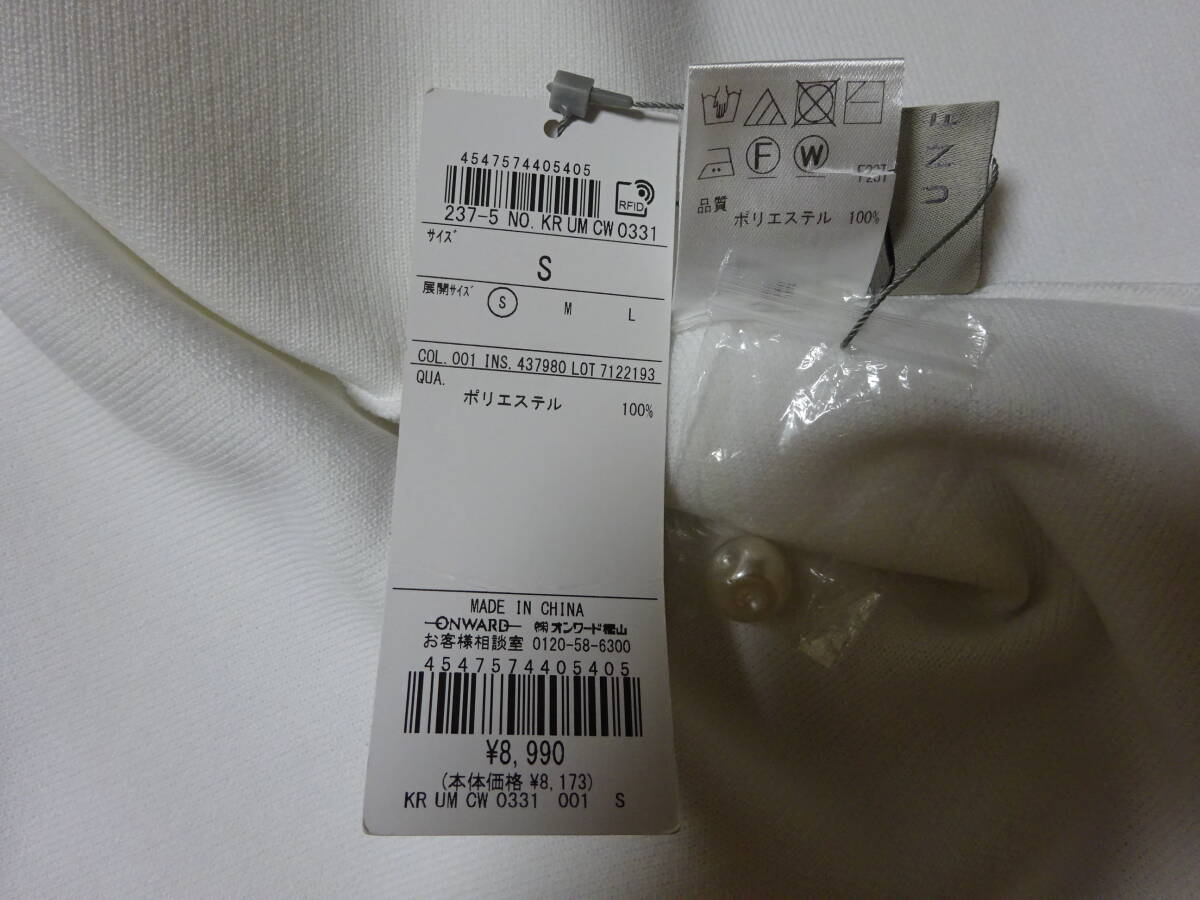 4547574405405
RFID
237-5 NO. KR UM CW 0331
サイズ
S
展開サイズ
S M L
COL. 001 INS. 437980 LOT 7122193
QUA.
ポリエステル 100%
MADE IN CHINA
ONWARD ㈱オンワード樫山
お客様相談室 0120-58-6300
4547574405405
¥8,990
(本体価格 ¥8,173)
KR UM CW 0331 001 S
F W
品質
ポリエステル 100%